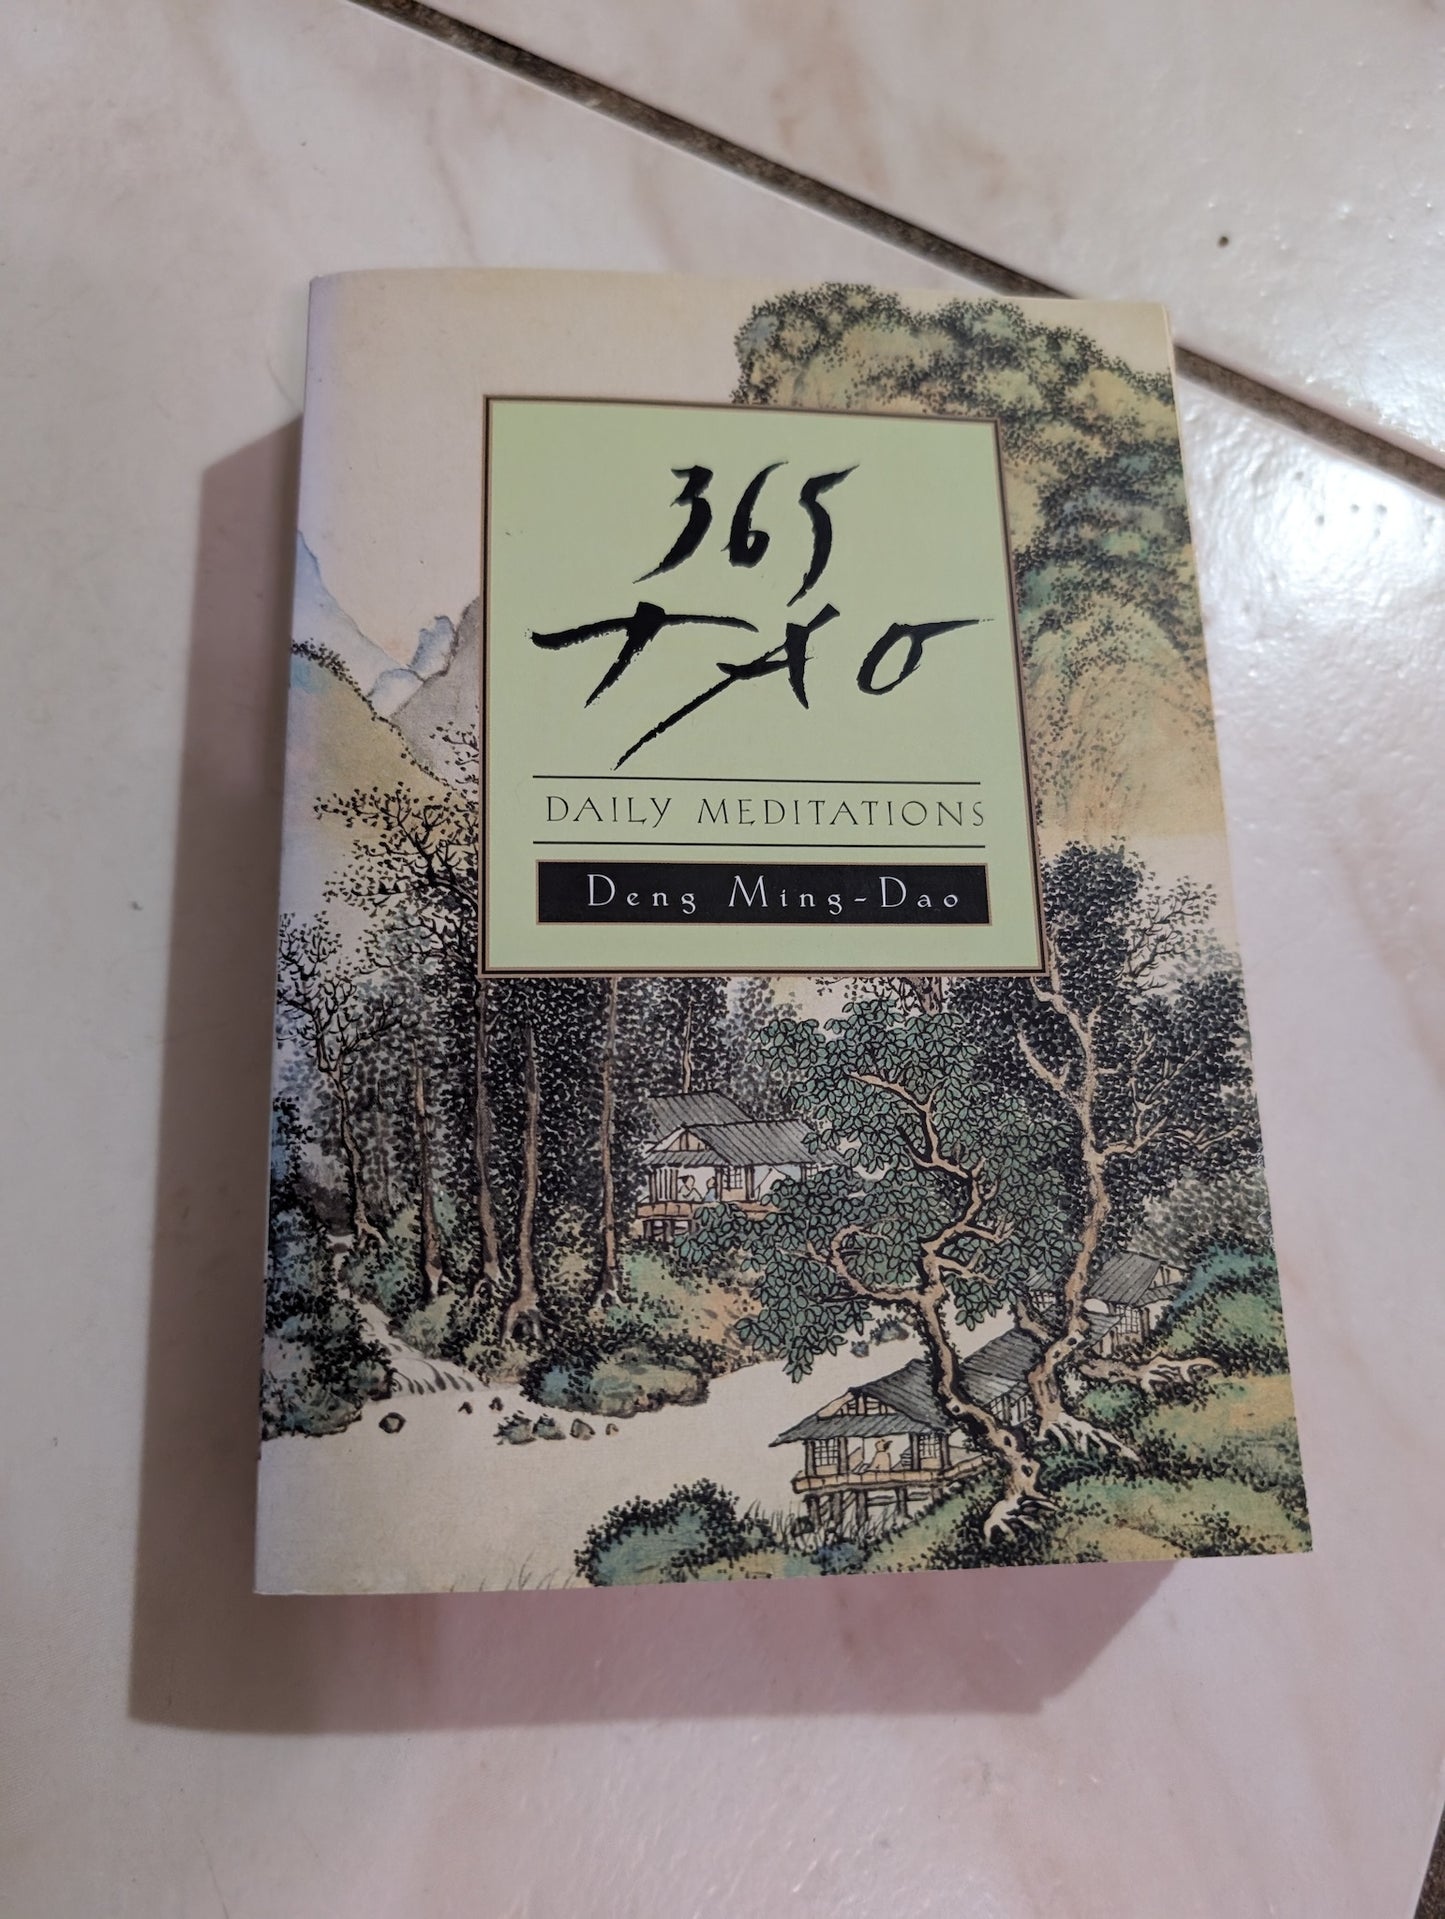 365
TAO
DAILY MEDITATIONS
Deng Ming-Dao